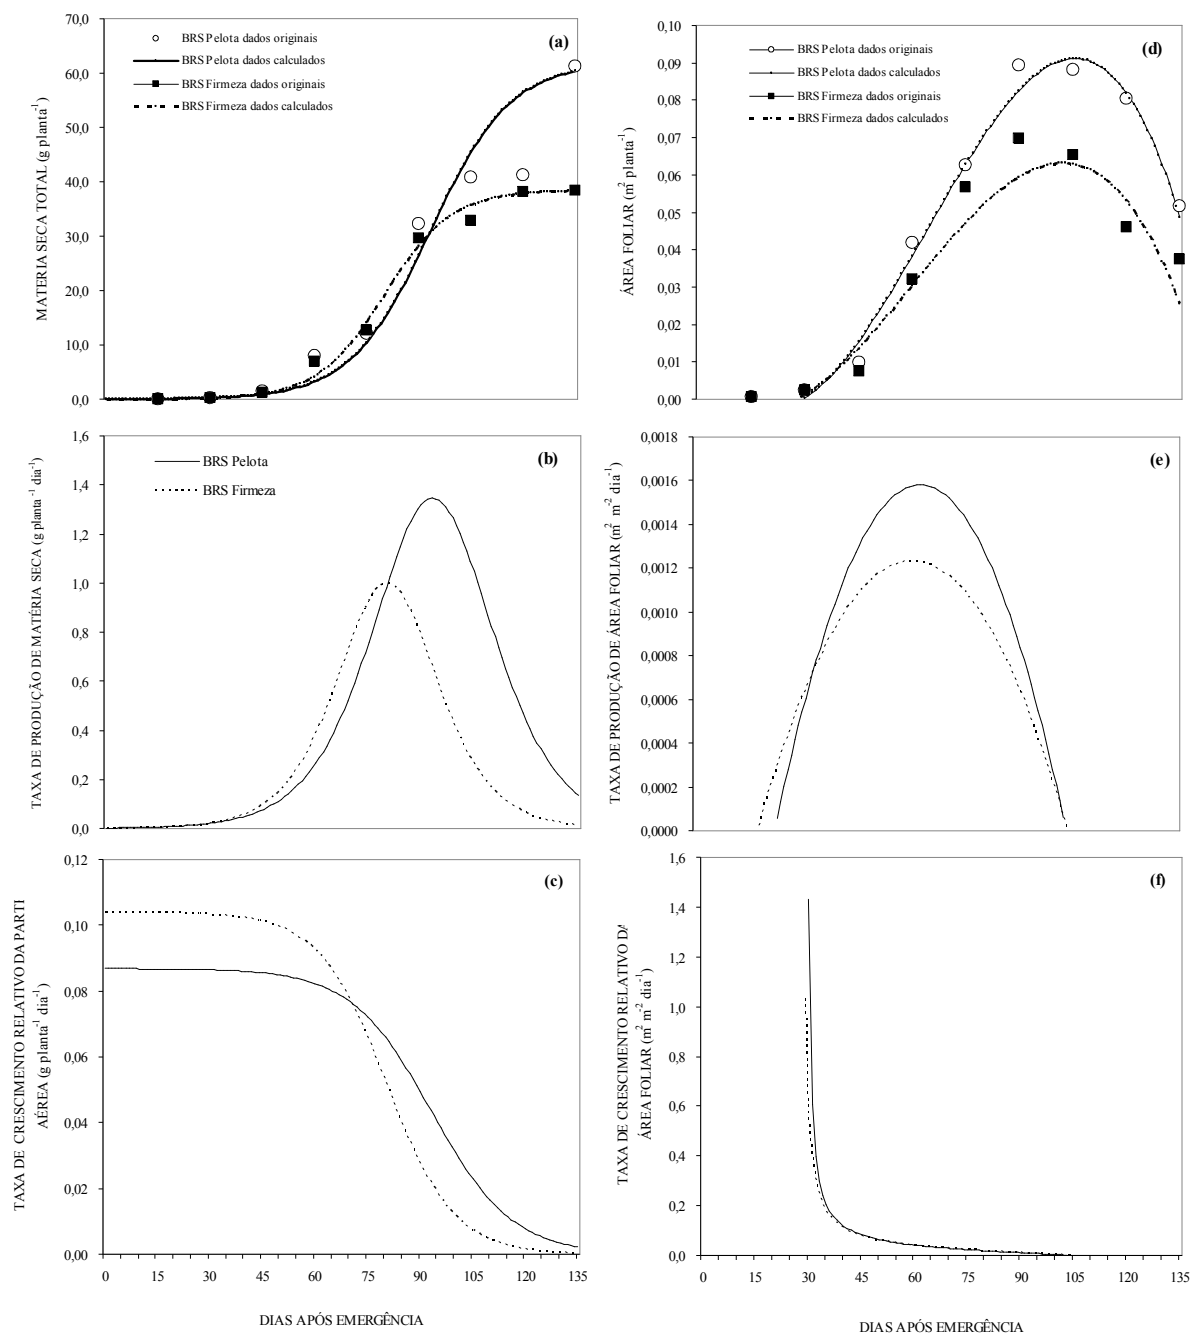 70,0
60,0
50,0
40,0
30,0
20,0
10,0
0,0
MATERIA SECA TOTAL (g planta⁻¹)
(a)
BRS Pelota dados originais
BRS Pelota dados calculados
BRS Firmeza dados originais
BRS Firmeza dados calculados
0,10
0,09
0,08
0,07
0,06
0,05
0,04
0,03
0,02
0,01
0,00
ÁREA FOLIAR (m² planta⁻¹)
(d)
BRS Pelota dados originais
BRS Pelota dados calculados
BRS Firmeza dados originais
BRS Firmeza dados calculados
1,6
1,4
1,2
1,0
0,8
0,6
0,4
0,2
0,0
TAXA DE PRODUÇÃO DE MATÉRIA SECA (g planta⁻¹ dia⁻¹)
(b)
BRS Pelota
BRS Firmeza
0,0018
0,0016
0,0014
0,0012
0,0010
0,0008
0,0006
0,0004
0,0002
0,0000
TAXA DE PRODUÇÃO DE ÁREA FOLIAR (m² m⁻² dia⁻¹)
(e)
0,12
0,10
0,08
0,06
0,04
0,02
0,00
TAXA DE CRESCIMENTO RELATIVO DA PARTI
AÉREA (g planta⁻¹ dia⁻¹)
(c)
0 15 30 45 60 75 90 105 120 135
DIAS APÓS EMERGÊNCIA
1,6
1,4
1,2
1,0
0,8
0,6
0,4
0,2
0,0
TAXA DE CRESCIMENTO RELATIVO DA
ÁREA FOLIAR (m² m⁻² dia⁻¹)
(f)
0 15 30 45 60 75 90 105 120 135
DIAS APÓS EMERGÊNCIA